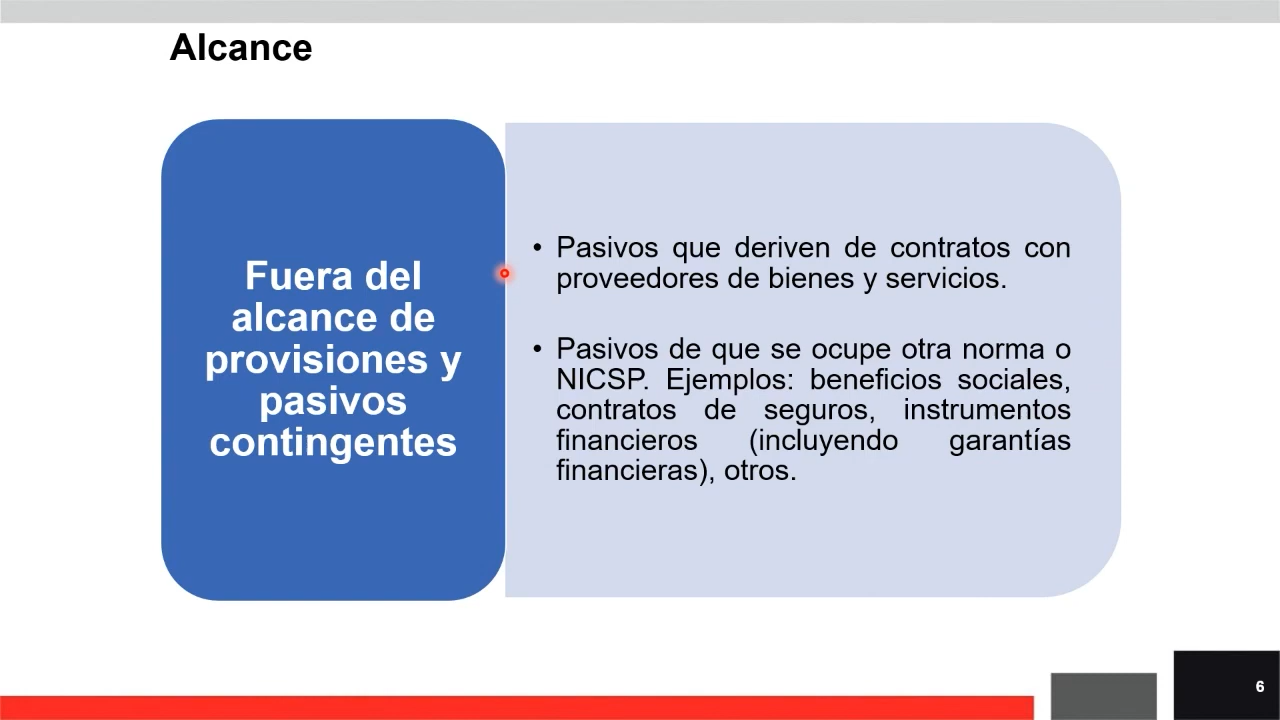 Alcance
Fuera del
alcance de
provisiones y
pasivos
contingentes
• Pasivos que deriven de contratos con
proveedores de bienes y servicios.
• Pasivos de que se ocupe otra norma o
NICSP. Ejemplos: beneficios sociales,
contratos de seguros, instrumentos
financieros (incluyendo garantías
financieras), otros.
6